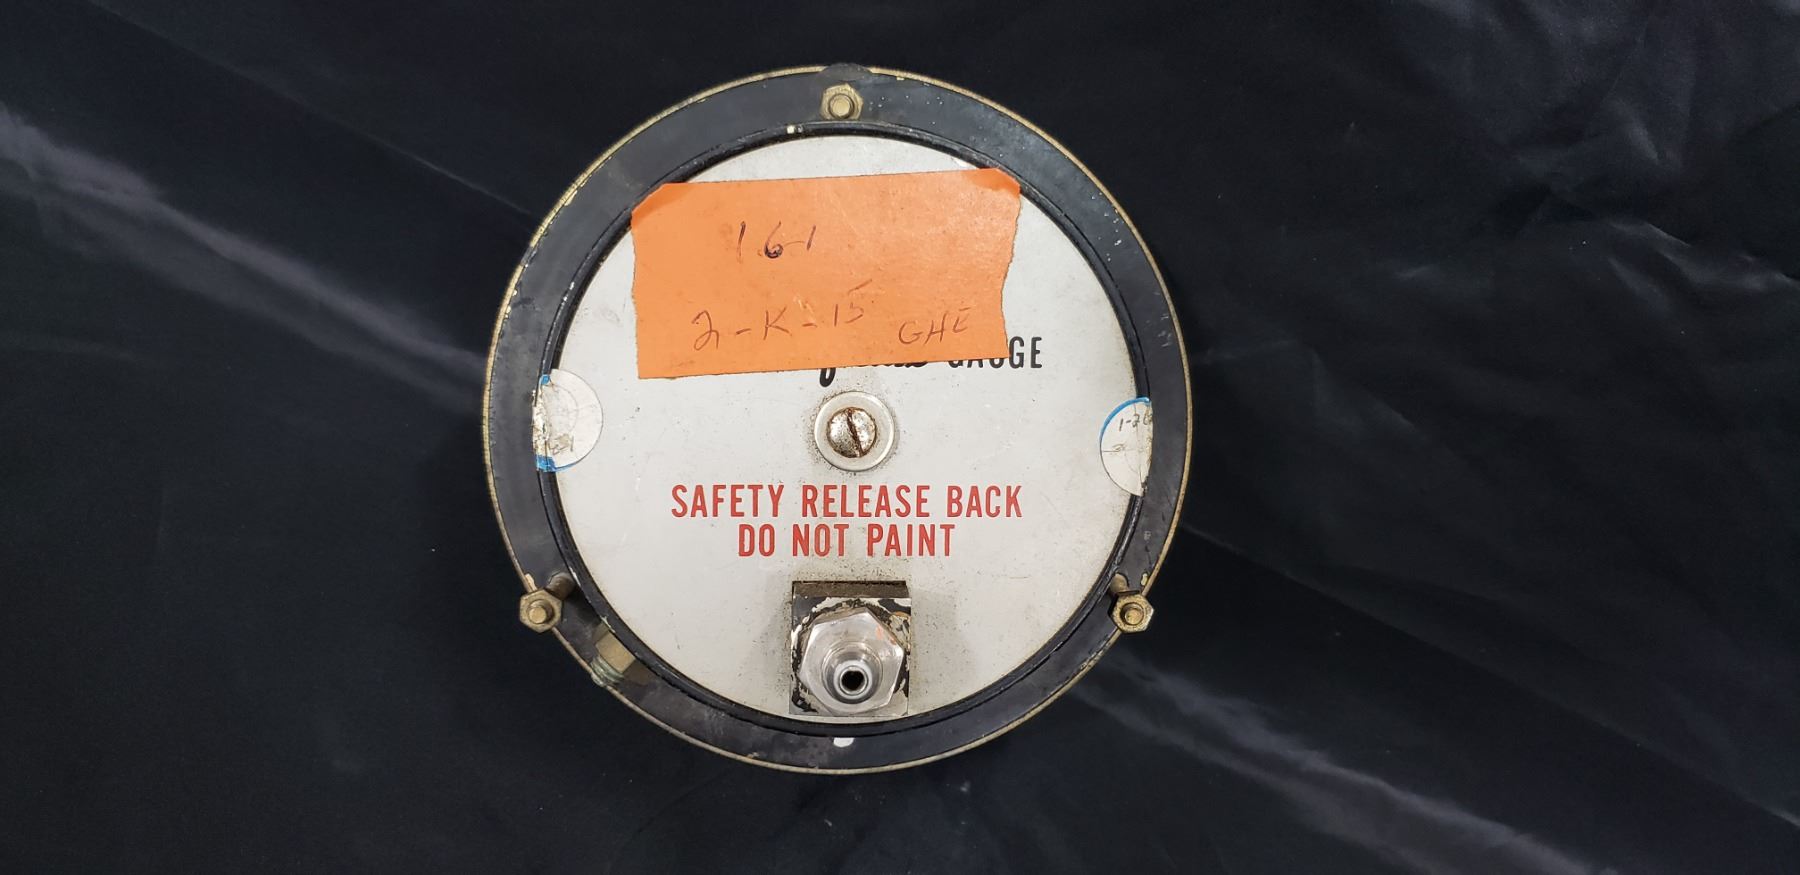 161
2-K-15 GHE
GAUGE
SAFETY RELEASE BACK
DO NOT PAINT